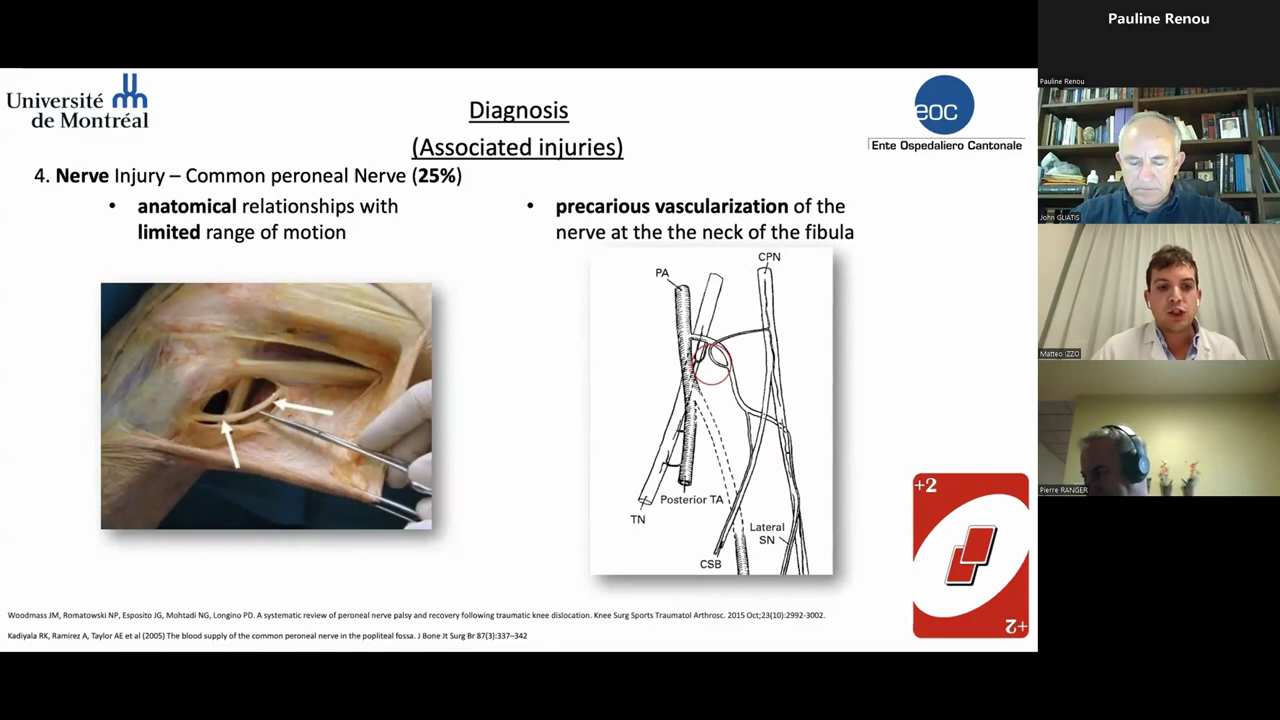 Université
de Montréal
Diagnosis
(Associated injuries)
eoc
Ente Ospedaliero Cantonale
4. Nerve Injury – Common peroneal Nerve (25%)
• anatomical relationships with
limited range of motion
• precarious vascularization of the
nerve at the the neck of the fibula
PA
CPN
Posterior TA
TN
Lateral
SN
CSB
+2
+2
Woodmass JM, Romatowski NP, Esposito JG, Mohtadi NG, Longino PD. A systematic review of peroneal nerve palsy and recovery following traumatic knee dislocation. Knee Surg Sports Traumatol Arthrosc. 2015 Oct;23(10):2992-3002.
Kadiyala RK, Ramirez A, Taylor AE et al (2005) The blood supply of the common peroneal nerve in the popliteal fossa. J Bone Jt Surg Br 87(3):337–342
Pauline Renou
Pauline Renou
John GLIATIS
Matteo IZZO
Pierre RANGER